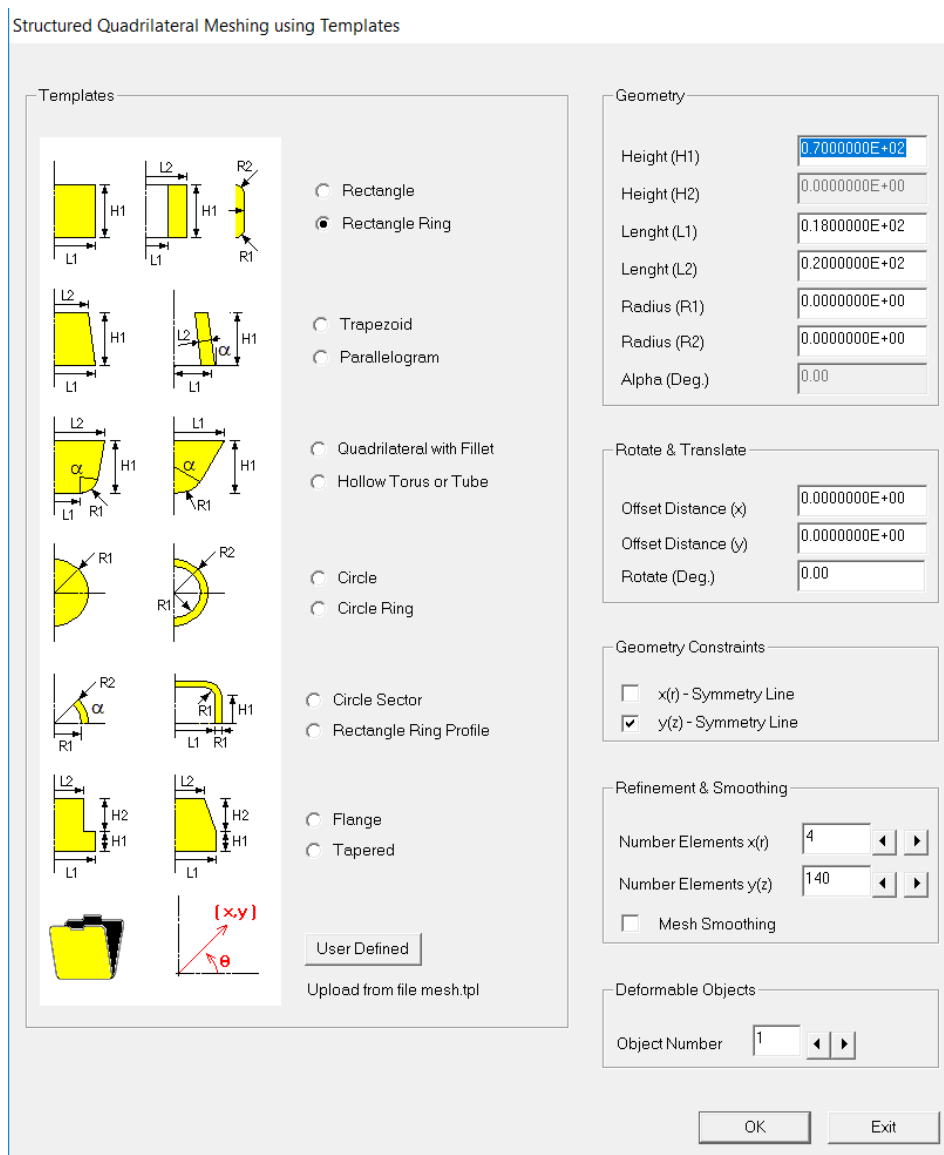 Structured Quadrilateral Meshing using Templates
Templates
L2 R2
H1 H1
L1 L1 R1
Rectangle
Rectangle Ring
L2
H1 L2 α H1
L1 L1
Trapezoid
Parallelogram
L2 L1
α H1 α H1
L1 R1 R1
Quadrilateral with Fillet
Hollow Torus or Tube
R1 R2
R1
Circle
Circle Ring
R2
α R1 H1
R1 L1 R1
Circle Sector
Rectangle Ring Profile
L2 L2
H2 H2
H1 H1
L1 L1
Flange
Tapered
(x,y)
θ
User Defined
Upload from file mesh.tpl
Geometry
Height (H1) 0.7000000E+02
Height (H2) 0.0000000E+00
Lenght (L1) 0.1800000E+02
Lenght (L2) 0.2000000E+02
Radius (R1) 0.0000000E+00
Radius (R2) 0.0000000E+00
Alpha (Deg.) 0.00
Rotate & Translate
Offset Distance (x) 0.0000000E+00
Offset Distance (y) 0.0000000E+00
Rotate (Deg.) 0.00
Geometry Constraints
x(r) - Symmetry Line
y(z) - Symmetry Line
Refinement & Smoothing
Number Elements x(r) 4
Number Elements y(z) 140
Mesh Smoothing
Deformable Objects
Object Number 1
OK Exit